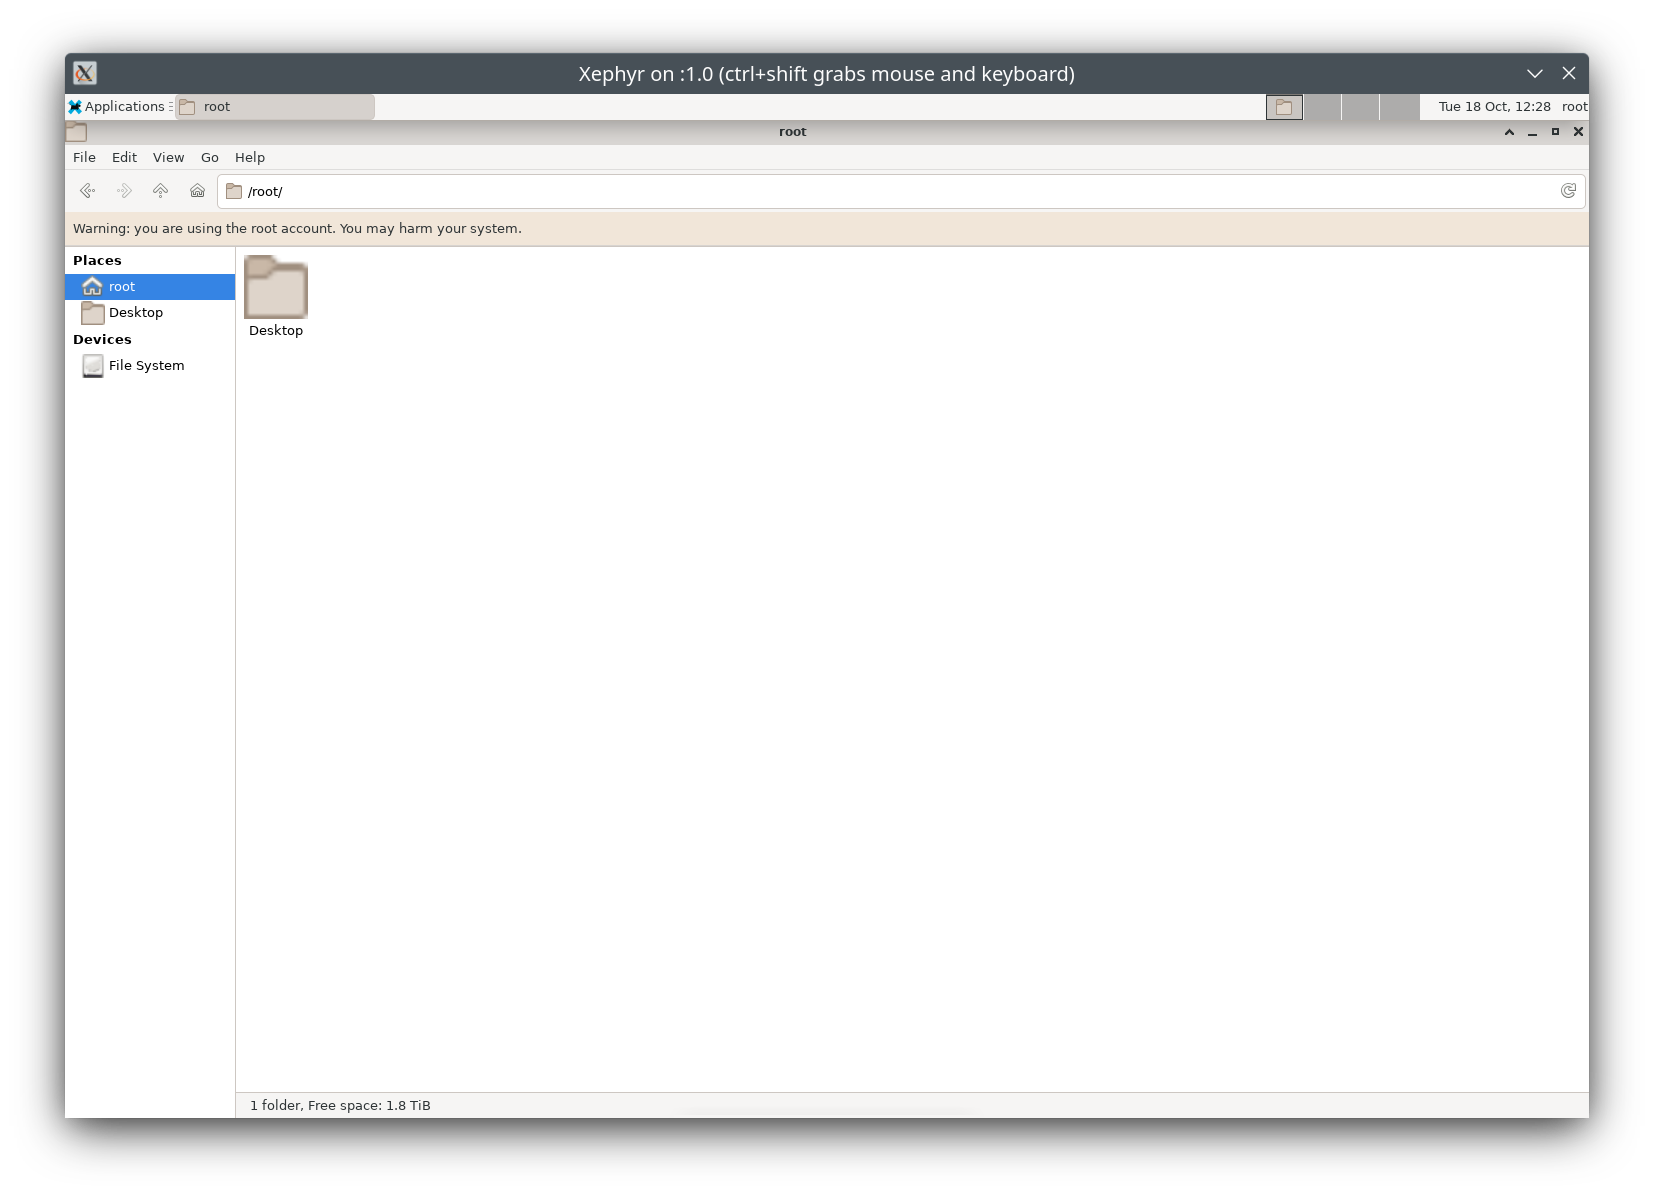 Xephyr on :1.0 (ctrl+shift grabs mouse and keyboard)
Applications root Tue 18 Oct, 12:28 root
root
File Edit View Go Help
/root/
Warning: you are using the root account. You may harm your system.
Places
root
Desktop
Devices
File System
Desktop
1 folder, Free space: 1.8 TiB